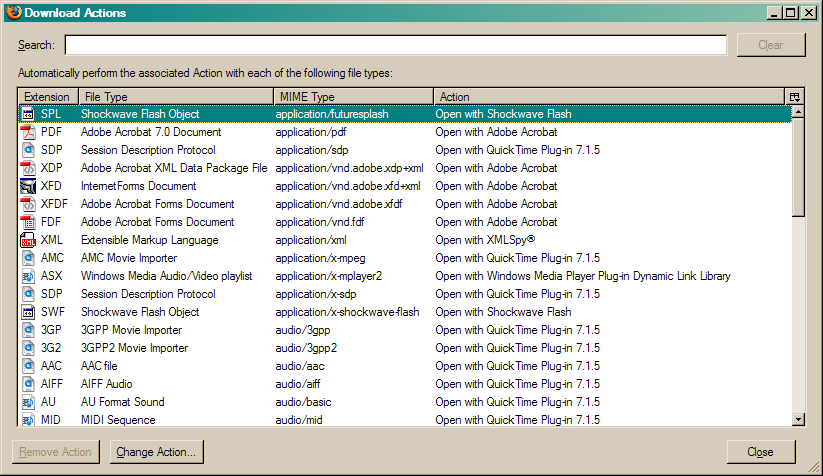 Download Actions
Search: Clear
Automatically perfom the associated Action with each of the following file types:
Extension File Type MIME Type Action
SPL Shockwave Flash Object application/futuresplash Open with Shockwave Flash
PDF Adobe Acrobat 7.0 Document application/pdf Open with Adobe Acrobat
SDP Session Description Protocol application/sdp Open with QuickTime Plug-in 7.1.5
XDP Adobe Acrobat XML Data Package File application/vnd.adobe.xdp+xml Open with Adobe Acrobat
XFD InternetForms Document application/vnd.adobe.xfd+xml Open with Adobe Acrobat
XFDF Adobe Acrobat Forms Document application/vnd.adobe.xfdf Open with Adobe Acrobat
FDF Adobe Acrobat Forms Document application/vnd.fdf Open with Adobe Acrobat
XML Extensible Markup Language application/xml Open with XMLSpy®
AMC AMC Movie Importer application/x-mpeg Open with QuickTime Plug-in 7.1.5
ASX Windows Media Audio/Video playlist application/x-mplayer2 Open with Windows Media Player Plug-in Dynamic Link Library
SDP Session Description Protocol application/x-sdp Open with QuickTime Plug-in 7.1.5
SWF Shockwave Flash Object application/x-shockwave-flash Open with Shockwave Flash
3GP 3GPP Movie Importer audio/3gpp Open with QuickTime Plug-in 7.1.5
3G2 3GPP2 Movie Importer audio/3gpp2 Open with QuickTime Plug-in 7.1.5
AAC AAC file audio/aac Open with QuickTime Plug-in 7.1.5
AIFF AIFF Audio audio/aiff Open with QuickTime Plug-in 7.1.5
AU AU Format Sound audio/basic Open with QuickTime Plug-in 7.1.5
MID MIDI Sequence audio/mid Open with QuickTime Plug-in 7.1.5
Remove Action Change Action... Close